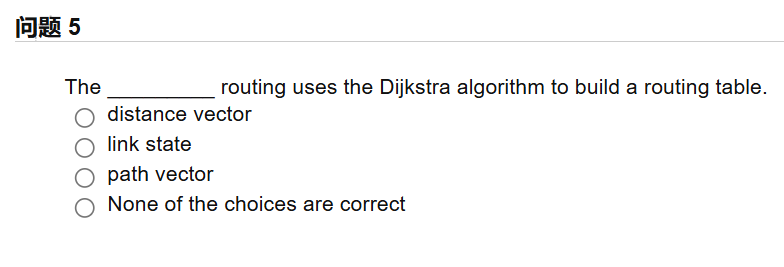 问题 5
The __________ routing uses the Dijkstra algorithm to build a routing table.
distance vector
link state
path vector
None of the choices are correct